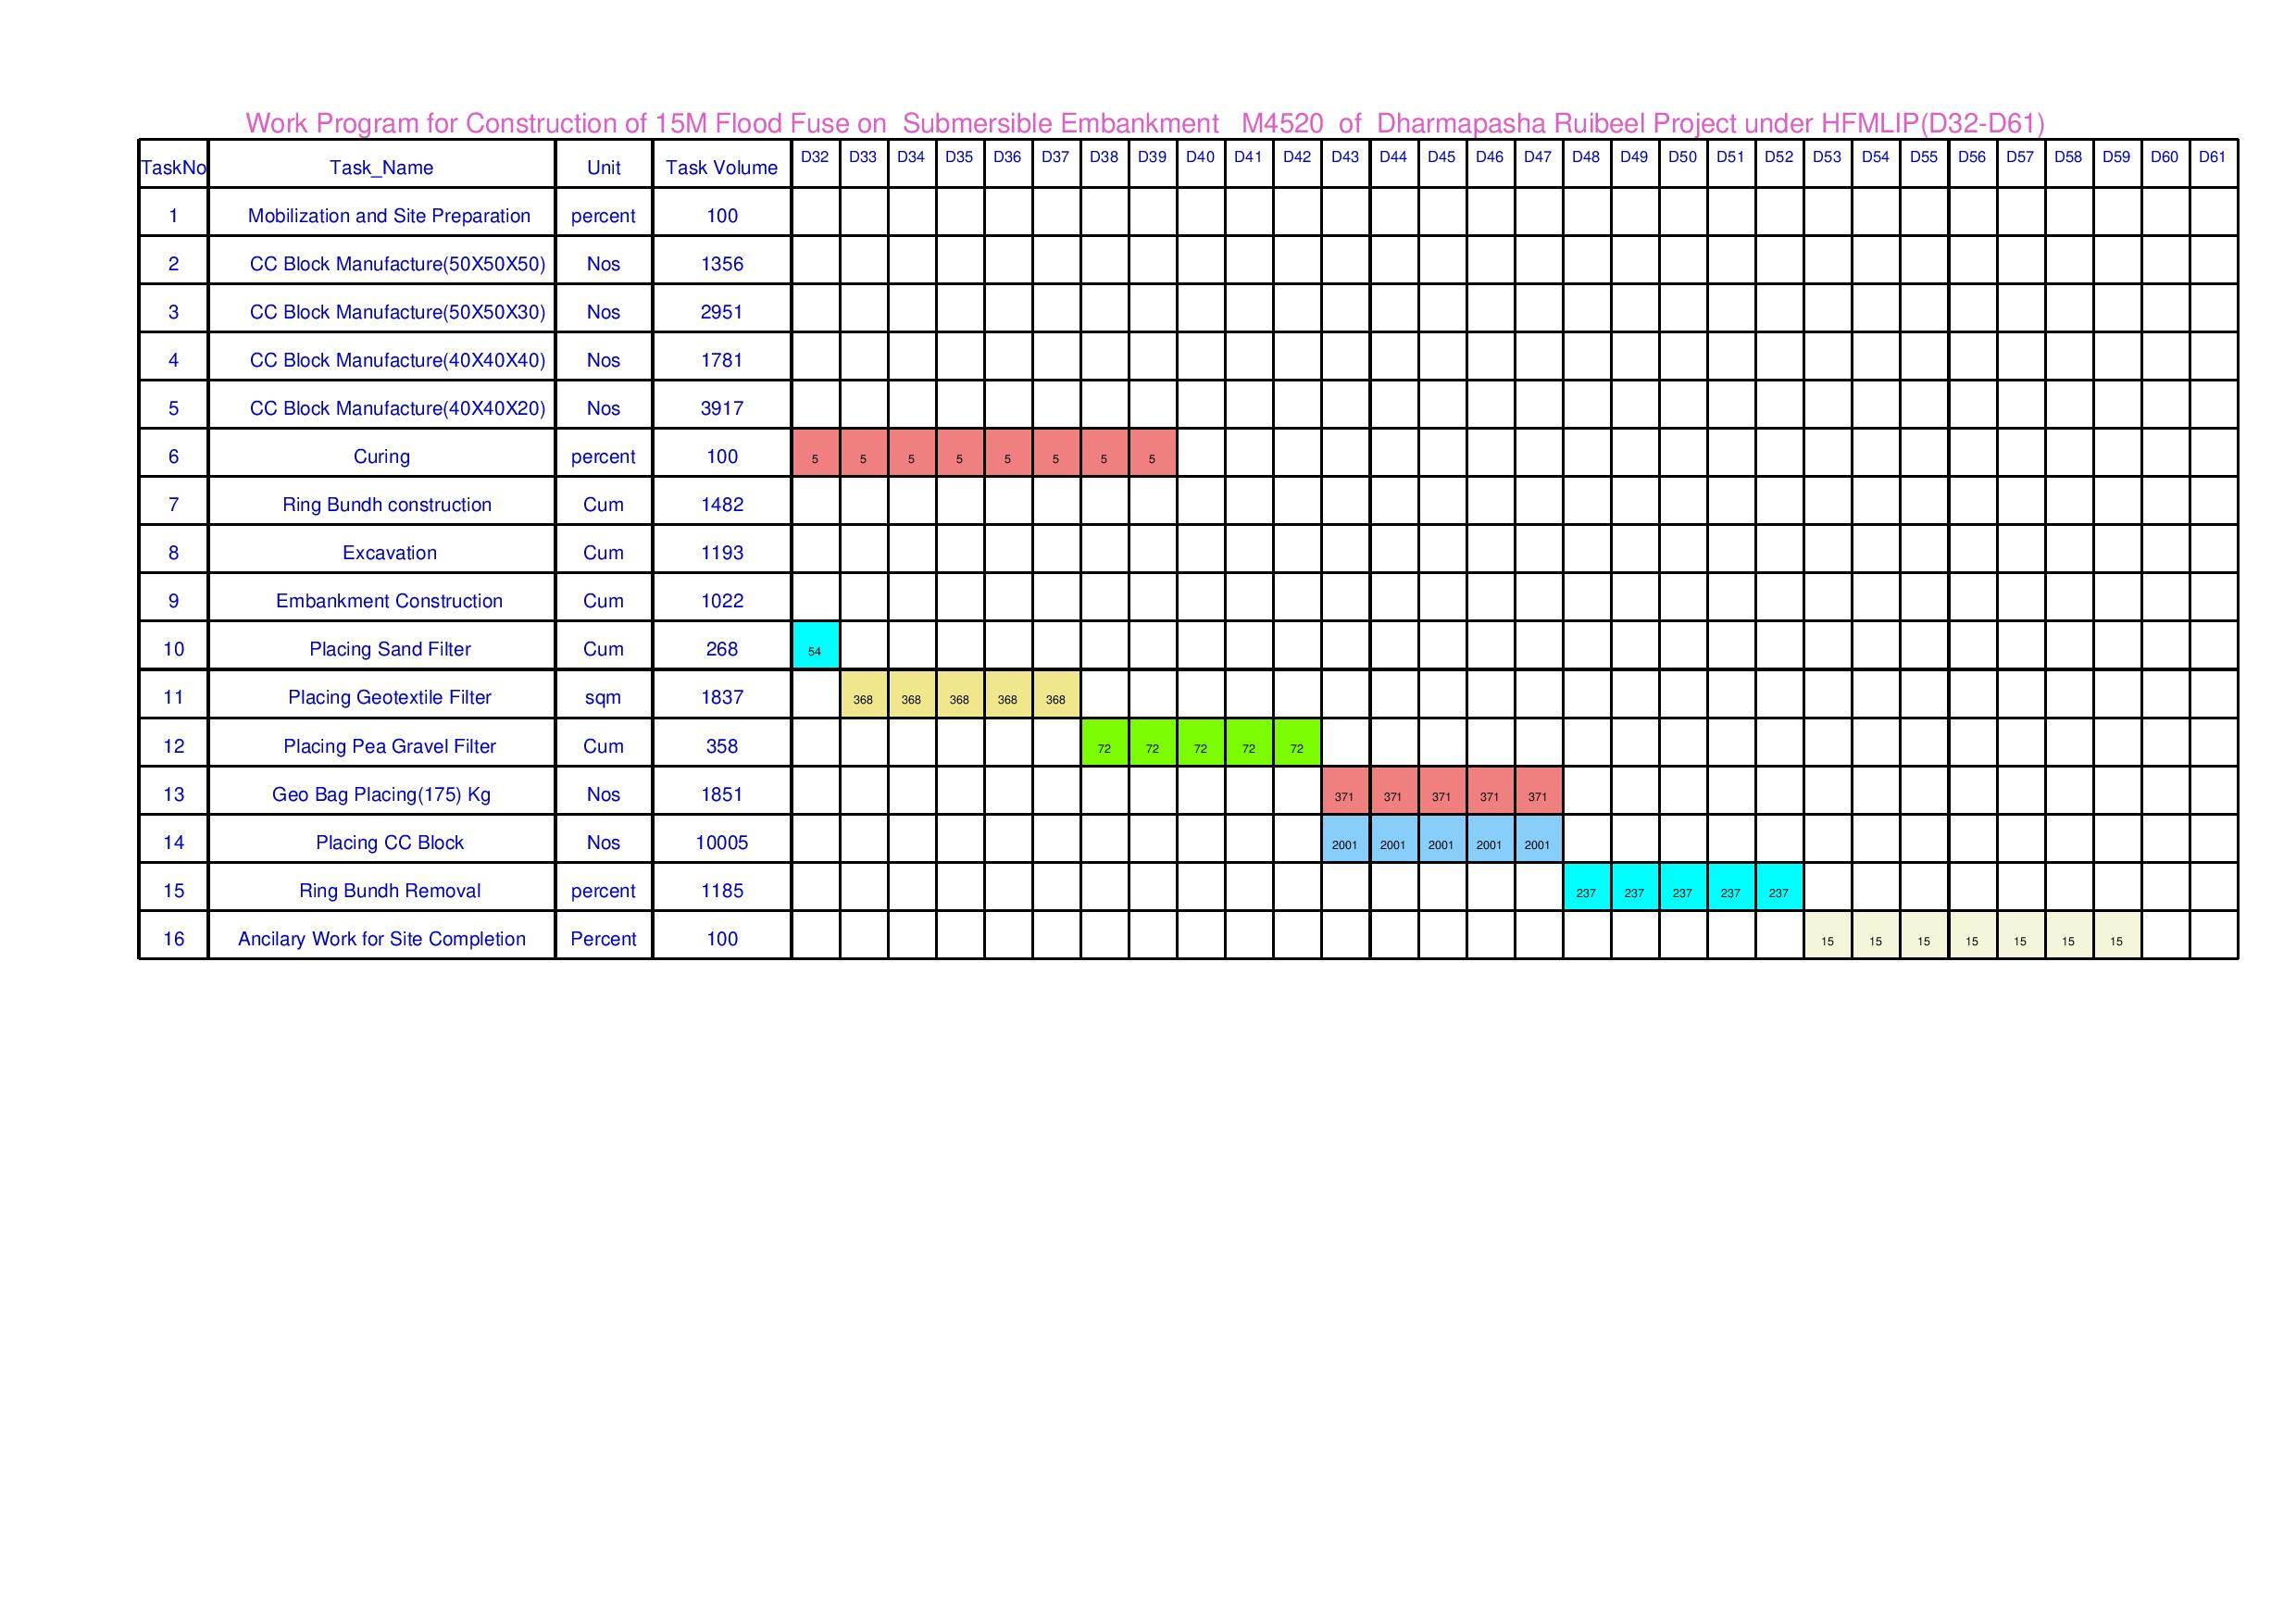 Work Program for Construction of 15M Flood Fuse on  Submersible Embankment   M4520  of  Dharmapasha Ruibeel Project under HFMLIP(D32-D61)
TaskNo Task_Name Unit Task Volume D32 D33 D34 D35 D36 D37 D38 D39 D40 D41 D42 D43 D44 D45 D46 D47 D48 D49 D50 D51 D52 D53 D54 D55 D56 D57 D58 D59 D60 D61
1 Mobilization and Site Preparation percent 100
2 CC Block Manufacture(50X50X50) Nos 1356
3 CC Block Manufacture(50X50X30) Nos 2951
4 CC Block Manufacture(40X40X40) Nos 1781
5 CC Block Manufacture(40X40X20) Nos 3917
6 Curing percent 100 5 5 5 5 5 5 5 5
7 Ring Bundh construction Cum 1482
8 Excavation Cum 1193
9 Embankment Construction Cum 1022
10 Placing Sand Filter Cum 268 54
11 Placing Geotextile Filter sqm 1837 368 368 368 368 368
12 Placing Pea Gravel Filter Cum 358 72 72 72 72 72
13 Geo Bag Placing(175) Kg Nos 1851 371 371 371 371 371
14 Placing CC Block Nos 10005 2001 2001 2001 2001 2001
15 Ring Bundh Removal percent 1185 237 237 237 237 237
16 Ancilary Work for Site Completion Percent 100 15 15 15 15 15 15 15